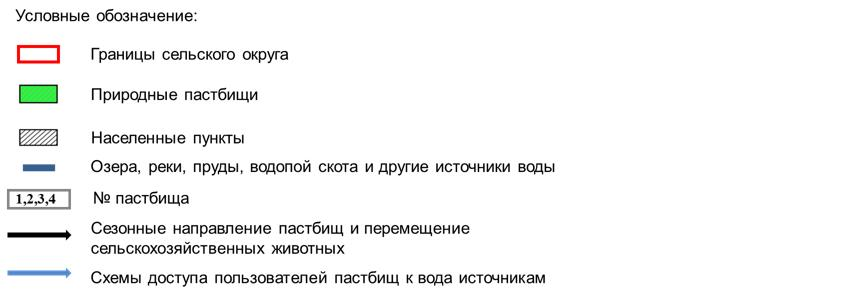 Условные обозначение:
Границы сельского округа
Природные пастбищи
Населенные пункты
Озера, реки, пруды, водопой скота и другие источники воды
1,2,3,4 № пастбища
Сезонные направление пастбищ и перемещение
сельскохозяйственных животных
Схемы доступа пользователей пастбищ к вода источникам